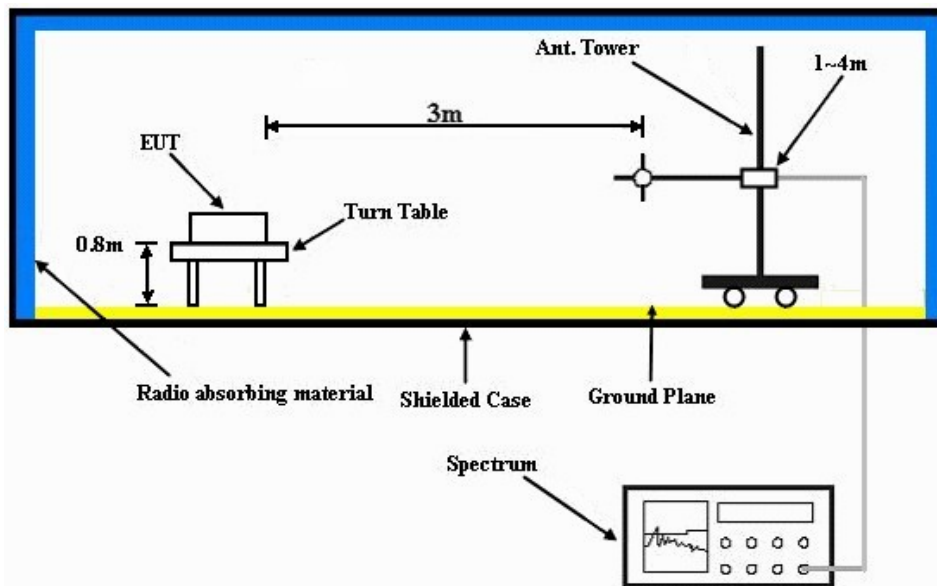 Ant. Tower
1~4m
3m
EUT
Turn Table
0.8m
Radio absorbing material
Shielded Case
Ground Plane
Spectrum